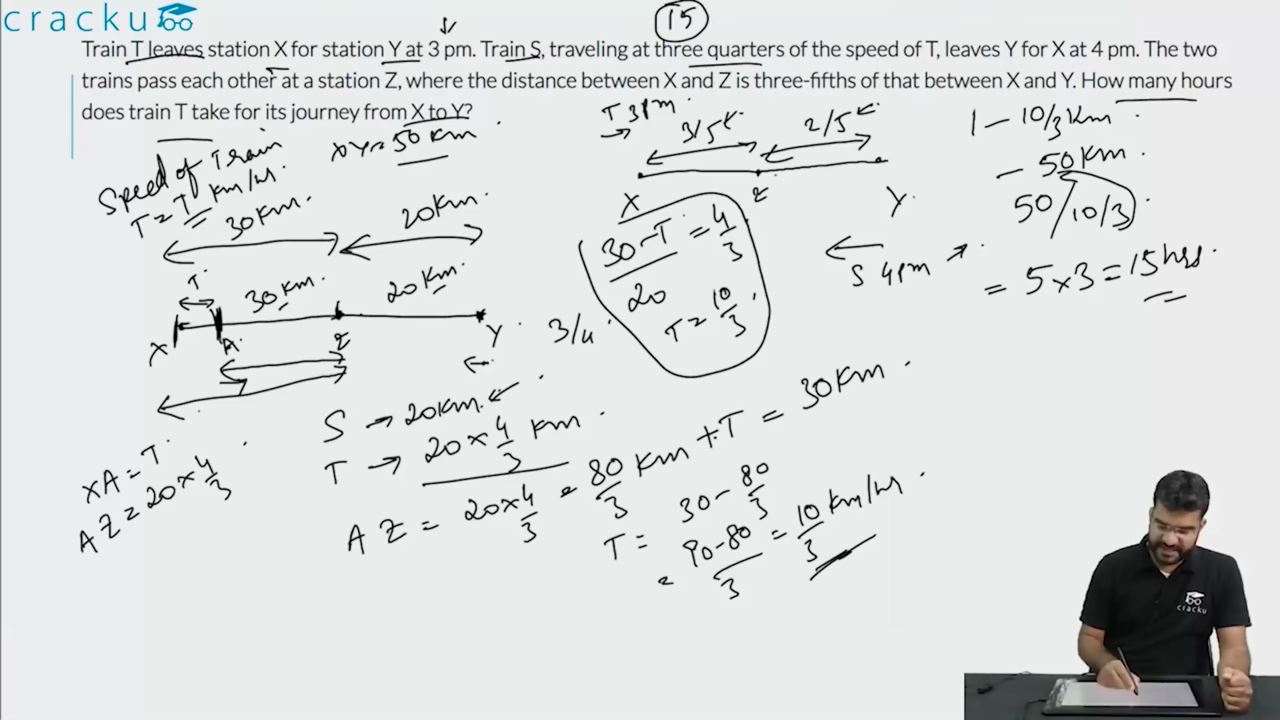 cracku
15
Train T leaves station X for station Y at 3 pm. Train S, traveling at three quarters of the speed of T, leaves Y for X at 4 pm. The two
trains pass each other at a station Z, where the distance between X and Z is three-fifths of that between X and Y. How many hours
does train T take for its journey from X to Y?
Speed of Train
T = T km/hr.
XY = 50 km
T 3pm
3/5K
2/5K
X
Z
Y
S 4pm
1 - 10/3 km
- 50 km.
50/10/3
= 5 x 3 = 15 hrs.
30 km.
20 km.
T
30 km.
20 km.
X
A
Z
Y
3/4
30 - T / 20 = 4/3
T = 10/3
S → 20 km.
T → 20 x 4/3 km
XA = T
AZ = 20 x 4/3
AZ = 20 x 4/3 = 80/3 km + T = 30 km
T = 30 - 80/3
= 90-80/3 = 10/3 km/hr
cracku